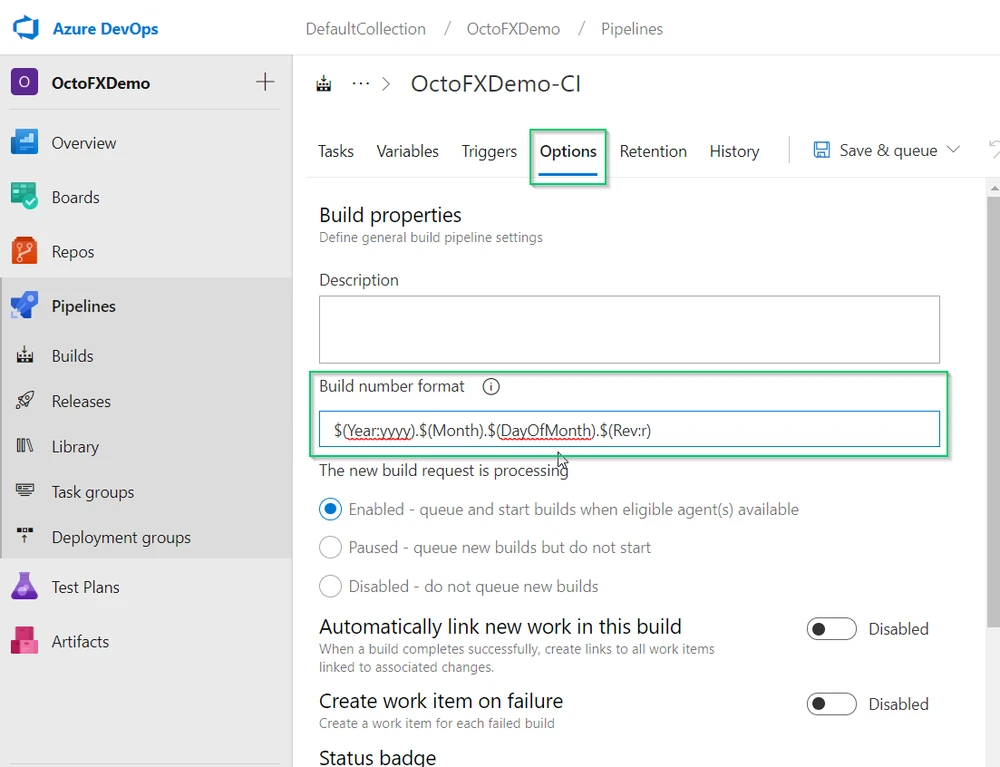 Azure DevOps
DefaultCollection / OctoFXDemo / Pipelines
O OctoFXDemo +
Overview
Boards
Repos
Pipelines
Builds
Releases
Library
Task groups
Deployment groups
Test Plans
Artifacts
··· > OctoFXDemo-CI
Tasks Variables Triggers Options Retention History Save & queue
Build properties
Define general build pipeline settings
Description
Build number format
$(Year:yyyy).$(Month).$(DayOfMonth).$(Rev:r)
The new build request is processing
Enabled - queue and start builds when eligible agent(s) available
Paused - queue new builds but do not start
Disabled - do not queue new builds
Automatically link new work in this build Disabled
When a build completes successfully, create links to all work items
linked to associated changes.
Create work item on failure Disabled
Create a work item for each failed build
Status badge